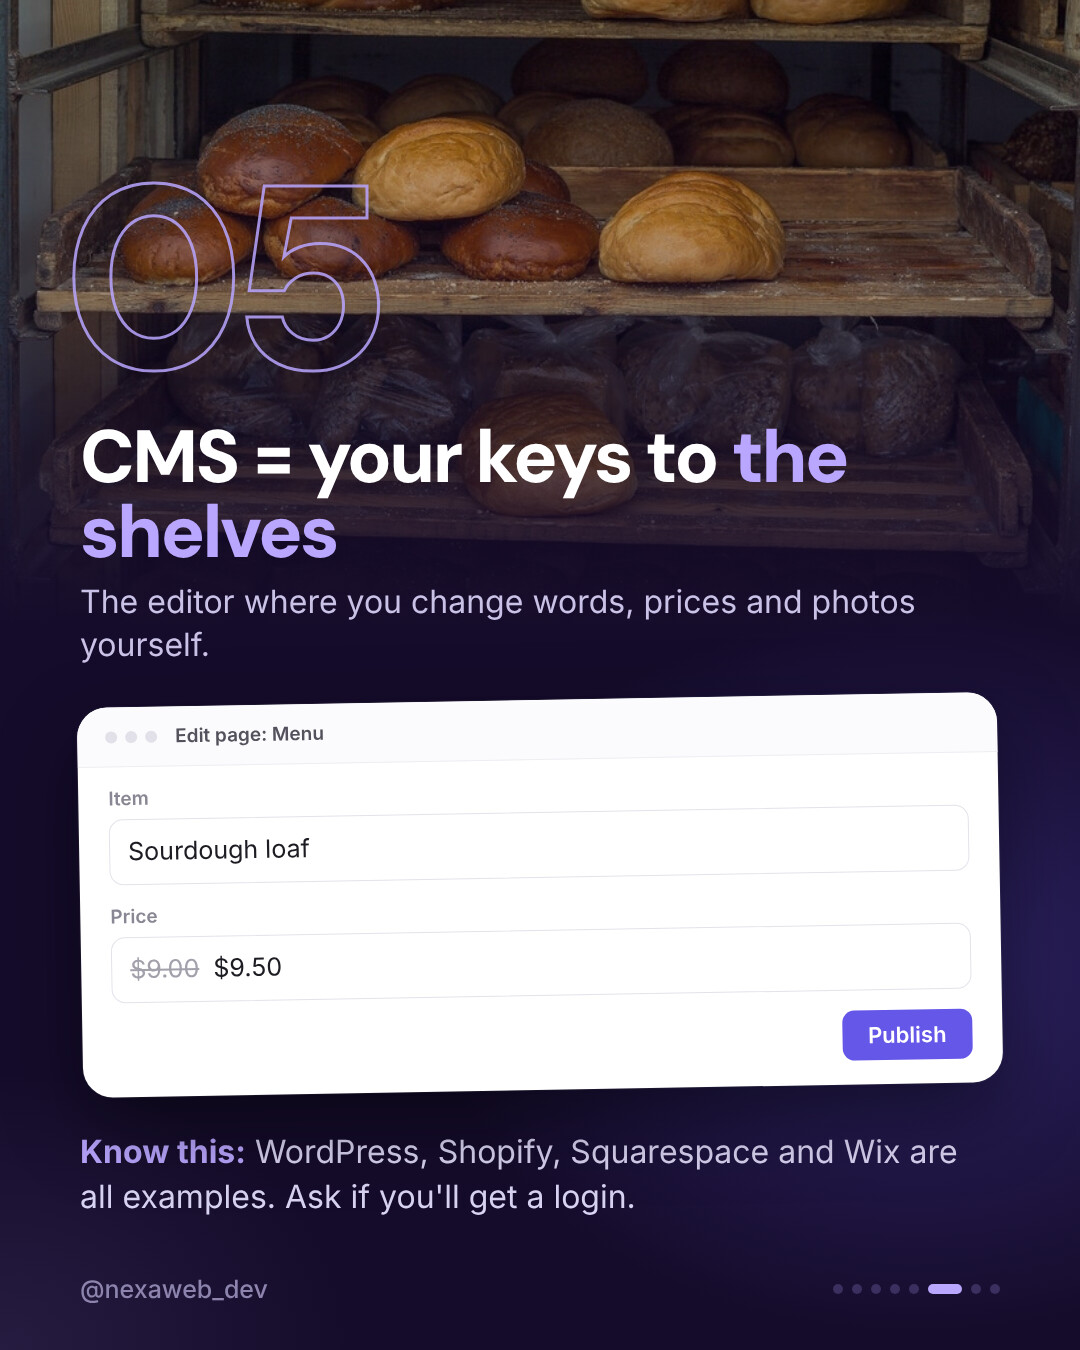 05
CMS = your keys to the
shelves
The editor where you change words, prices and photos
yourself.
Edit page: Menu
Item
Sourdough loaf
Price
$9.00 $9.50
Publish
Know this: WordPress, Shopify, Squarespace and Wix are
all examples. Ask if you'll get a login.
@nexaweb_dev